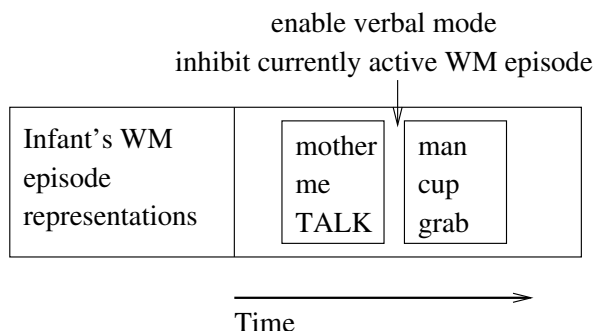 enable verbal mode
inhibit currently active WM episode
Infant's WM
episode
representations
mother
me
TALK
man
cup
grab
Time